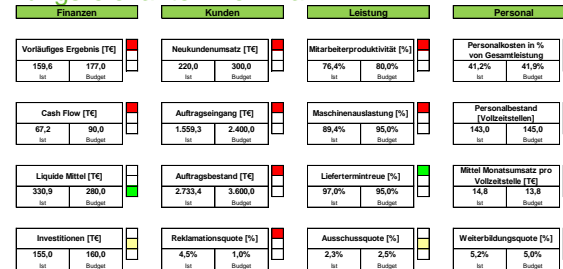 Finanzen Kunden Leistung Personal
Vorläufiges Ergebnis [T€] Neukundenumsatz [T€] Mitarbeiterproduktivität [%] Personalkosten in %
von Gesamtleistung
159,6 177,0 220,0 300,0 76,4% 80,0% 41,2% 41,9%
Ist Budget Ist Budget Ist Budget Ist Budget
Cash Flow [T€] Auftragseingang [T€] Maschinenauslastung [%] Personalbestand
[Vollzeitstellen]
67,2 90,0 1.559,3 2.400,0 89,4% 95,0% 143,0 145,0
Ist Budget Ist Budget Ist Budget Ist Budget
Liquide Mittel [T€] Auftragsbestand [T€] Liefertermintreue [%] Mittel Monatsumsatz pro
Vollzeitstelle [T€]
330,9 280,0 2.733,4 3.600,0 97,0% 95,0% 14,8 13,8
Ist Budget Ist Budget Ist Budget Ist Budget
Investitionen [T€] Reklamationsquote [%] Ausschussquote [%] Weiterbildungsquote [%]
155,0 160,0 4,5% 1,0% 2,3% 2,5% 5,2% 5,0%
Ist Budget Ist Budget Ist Budget Ist Budget